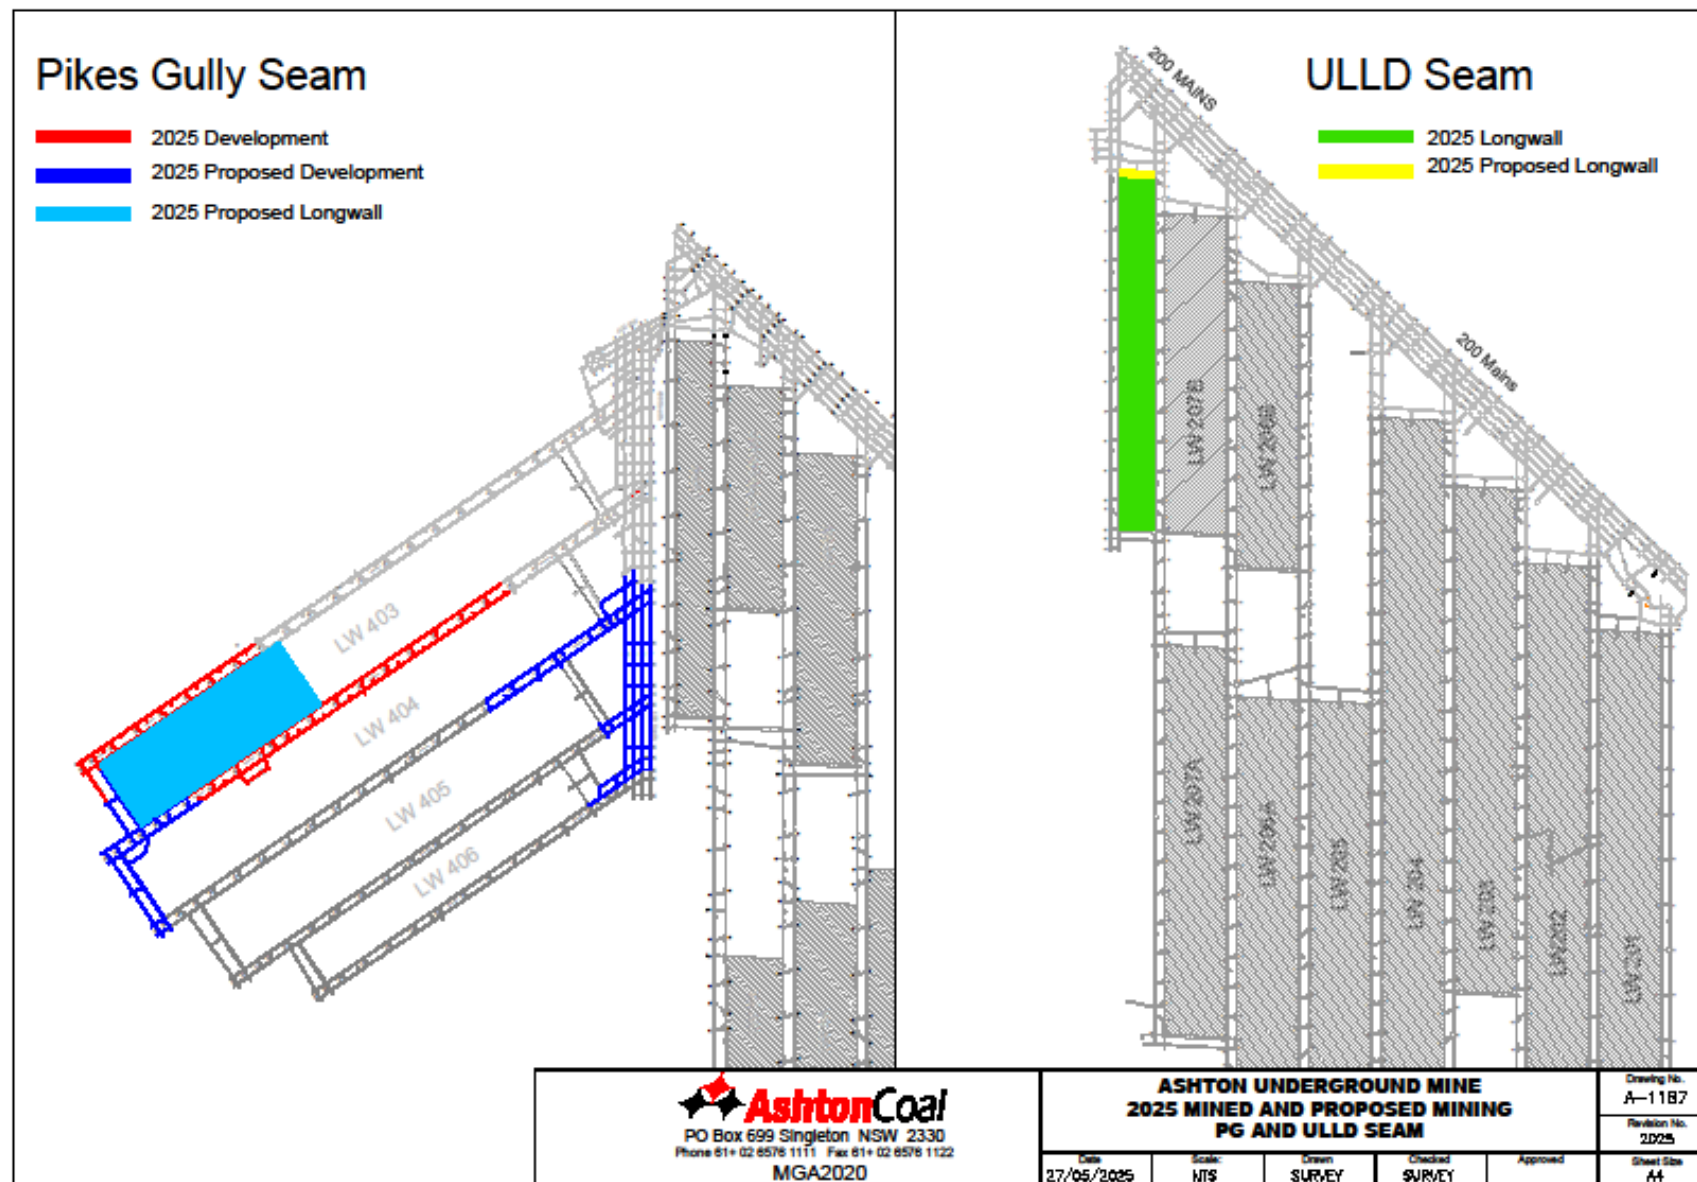 Pikes Gully Seam
2025 Development
2025 Proposed Development
2025 Proposed Longwall
LW 403
LW 404
LW 405
LW 406
ULLD Seam
2025 Longwall
2025 Proposed Longwall
200 MAINS
200 Mains
LW 207B
LW 206B
LW 207A
LW 206A
LW 205
LW 204
LW 203
LW 202
LW 201
AshtonCoal
PO Box 699 Singleton NSW 2330
Phone 61+ 02 6576 1111 Fax 61+ 02 6576 1122
MGA2020
ASHTON UNDERGROUND MINE
2025 MINED AND PROPOSED MINING
PG AND ULLD SEAM
Drawing No.
A-1187
Revision No.
2025
Date
27/05/2025
Scale:
NTS
Drawn
SURVEY
Checked
SURVEY
Approved
Sheet Size
A4